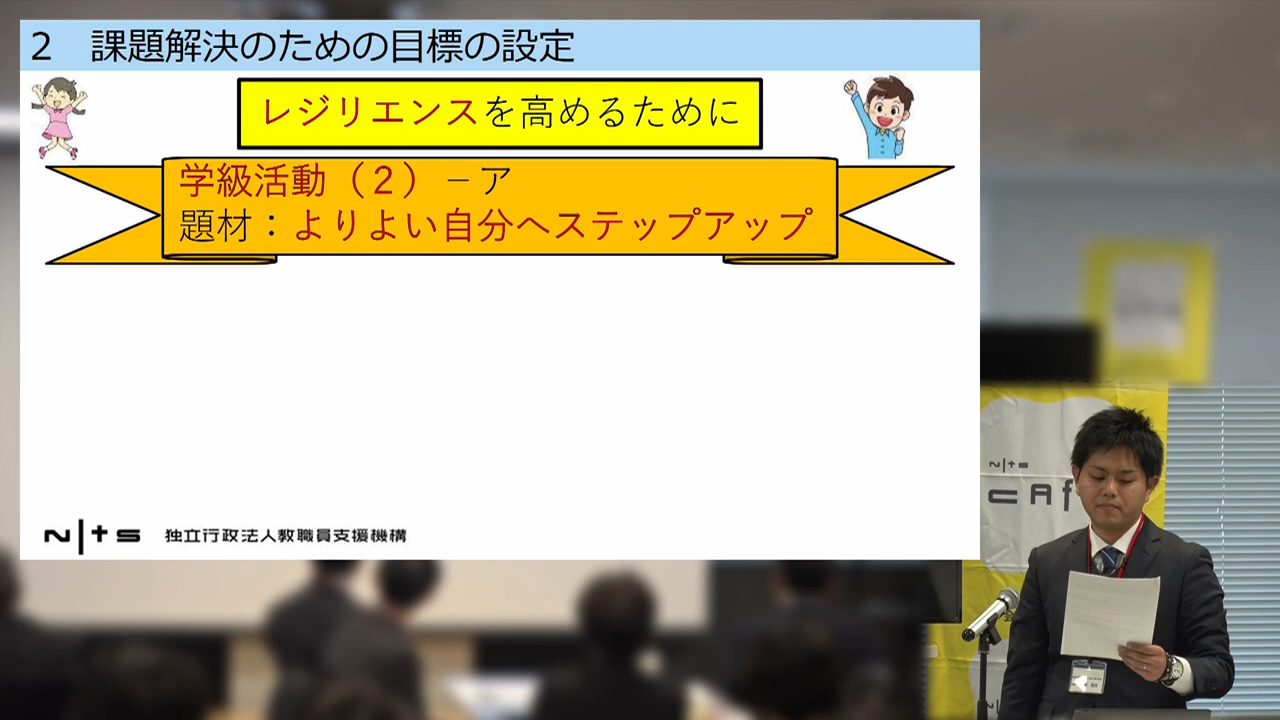 2 課題解決のための目標の設定
レジリエンスを高めるために
学級活動（２）－ア
題材：よりよい自分へステップアップ
N|ts 独立行政法人教職員支援機構
N|ts
cAf